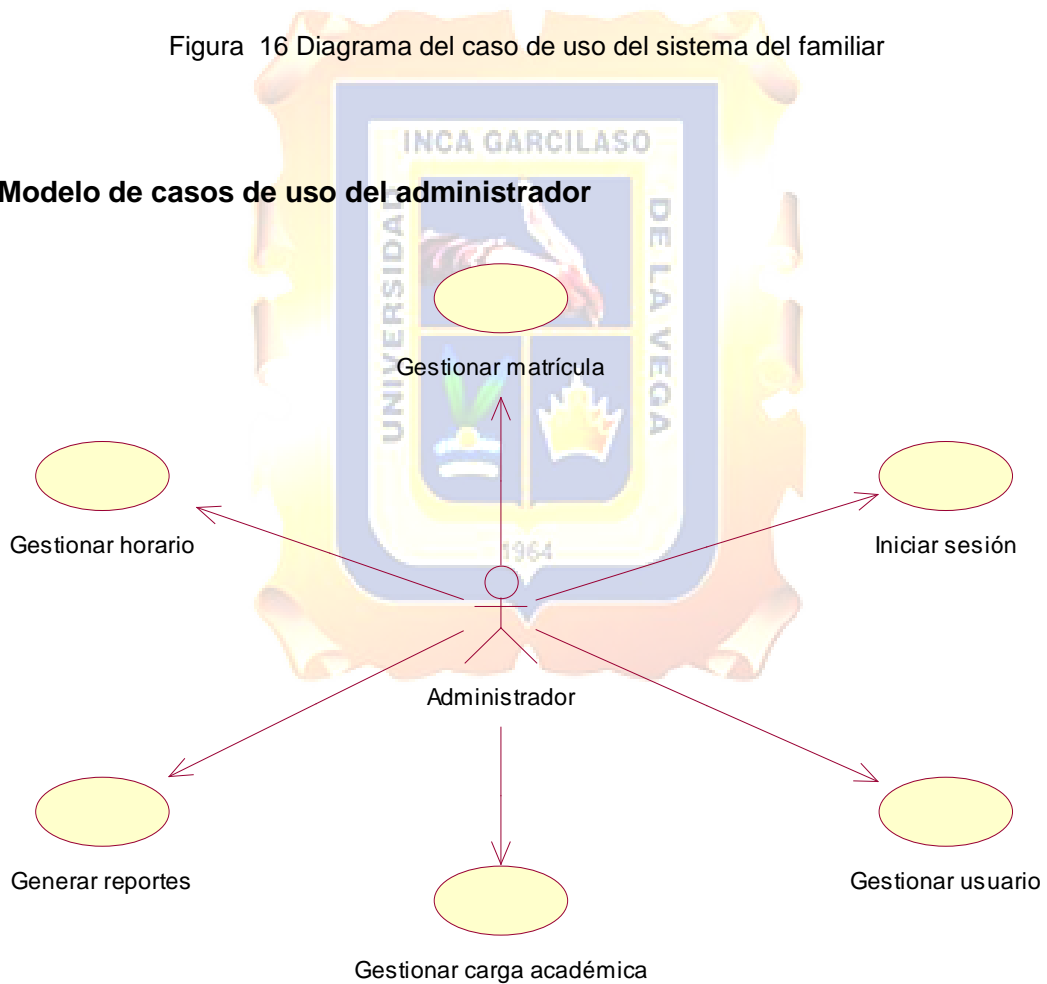 Figura 16 Diagrama del caso de uso del sistema del familiar
INCA GARCILASO
Modelo de casos de uso del administrador
UNIVERSIDAD
DE LA VEGA
Gestionar matrícula
Gestionar horario
Iniciar sesión
1964
Administrador
Generar reportes
Gestionar usuario
Gestionar carga académica